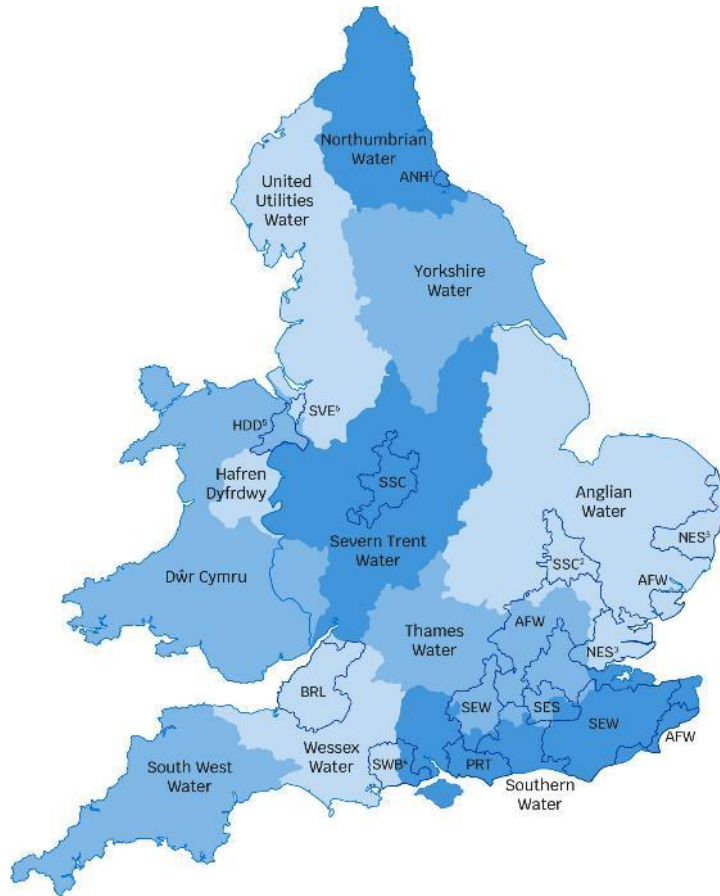 Northumbrian
Water
ANH¹
United
Utilities
Water
Yorkshire
Water
SVE⁶
HDD⁵
Hafren
Dyfrdwy
SSC
Anglian
Water
NES³
Severn Trent
Water
SSC²
Dŵr Cymru
AFW
AFW
Thames
Water
NES³
BRL
SEW
SES
SEW
AFW
Wessex
Water
SWB⁴
PRT
South West
Water
Southern
Water